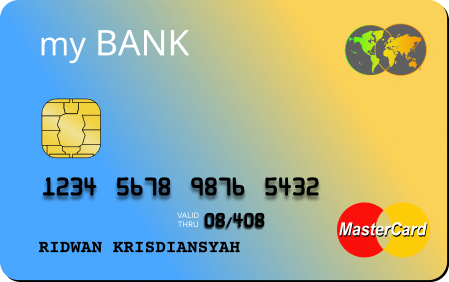 my BANK
1234 5678 9876 5432
VALID
THRU 08/408
RIDWAN KRISDIANSYAH
MasterCard